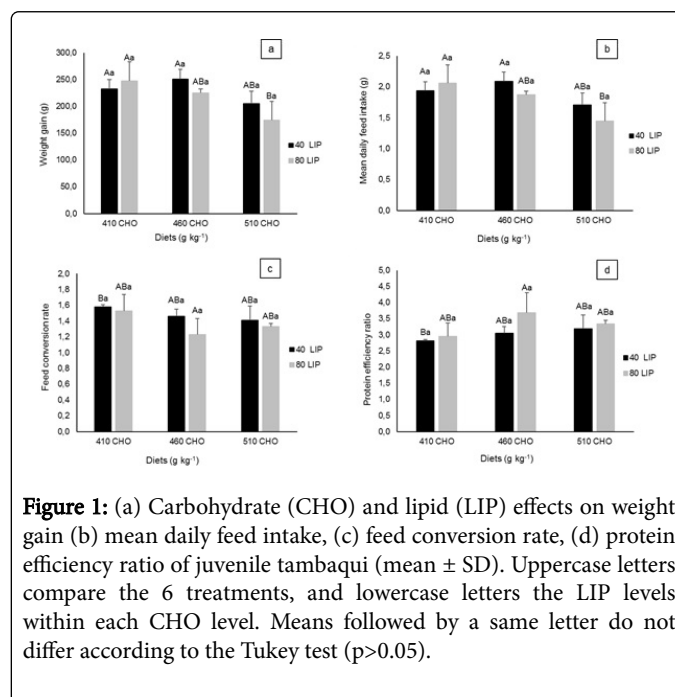 a
300,0
250,0
200,0
150,0
100,0
50,0
0,0
Weight gain (g)
Aa Aa Aa ABa ABa Ba
40 LIP
80 LIP
410 CHO 460 CHO 510 CHO
Diets (g kg-1)
b
2,5
2,0
1,5
1,0
0,5
0,0
Mean daily feed intake (g)
Aa Aa Aa ABa ABa Ba
40 LIP
80 LIP
410 CHO 460 CHO 510 CHO
Diets (g kg-1)
c
2,0
1,8
1,6
1,4
1,2
1,0
0,8
0,6
0,4
0,2
0,0
Feed conversion rate
Ba ABa ABa Aa ABa ABa
40 LIP
80 LIP
410 CHO 460 CHO 510 CHO
Diets (g kg-1)
d
5,0
4,5
4,0
3,5
3,0
2,5
2,0
1,5
1,0
0,5
0,0
Protein efficiency ratio
Ba ABa ABa Aa ABa ABa
40 LIP
80 LIP
410 CHO 460 CHO 510 CHO
Diets (g kg-1)
Figure 1: (a) Carbohydrate (CHO) and lipid (LIP) effects on weight
gain (b) mean daily feed intake, (c) feed conversion rate, (d) protein
efficiency ratio of juvenile tambaqui (mean ± SD). Uppercase letters
compare the 6 treatments, and lowercase letters the LIP levels
within each CHO level. Means followed by a same letter do not
differ according to the Tukey test (p>0.05).